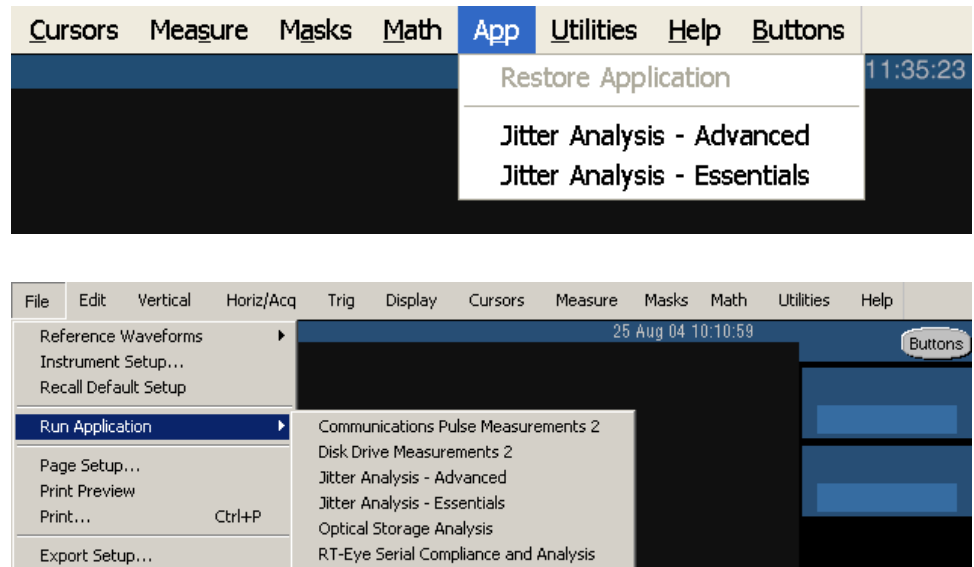 Cursors Measure Masks Math App Utilities Help Buttons
11:35:23
Restore Application
Jitter Analysis - Advanced
Jitter Analysis - Essentials
File Edit Vertical Horiz/Acq Trig Display Cursors Measure Masks Math Utilities Help
25 Aug 04 10:10:59
Buttons
Reference Waveforms
Instrument Setup...
Recall Default Setup
Run Application
Page Setup...
Print Preview
Print... Ctrl+P
Export Setup...
Communications Pulse Measurements 2
Disk Drive Measurements 2
Jitter Analysis - Advanced
Jitter Analysis - Essentials
Optical Storage Analysis
RT-Eye Serial Compliance and Analysis